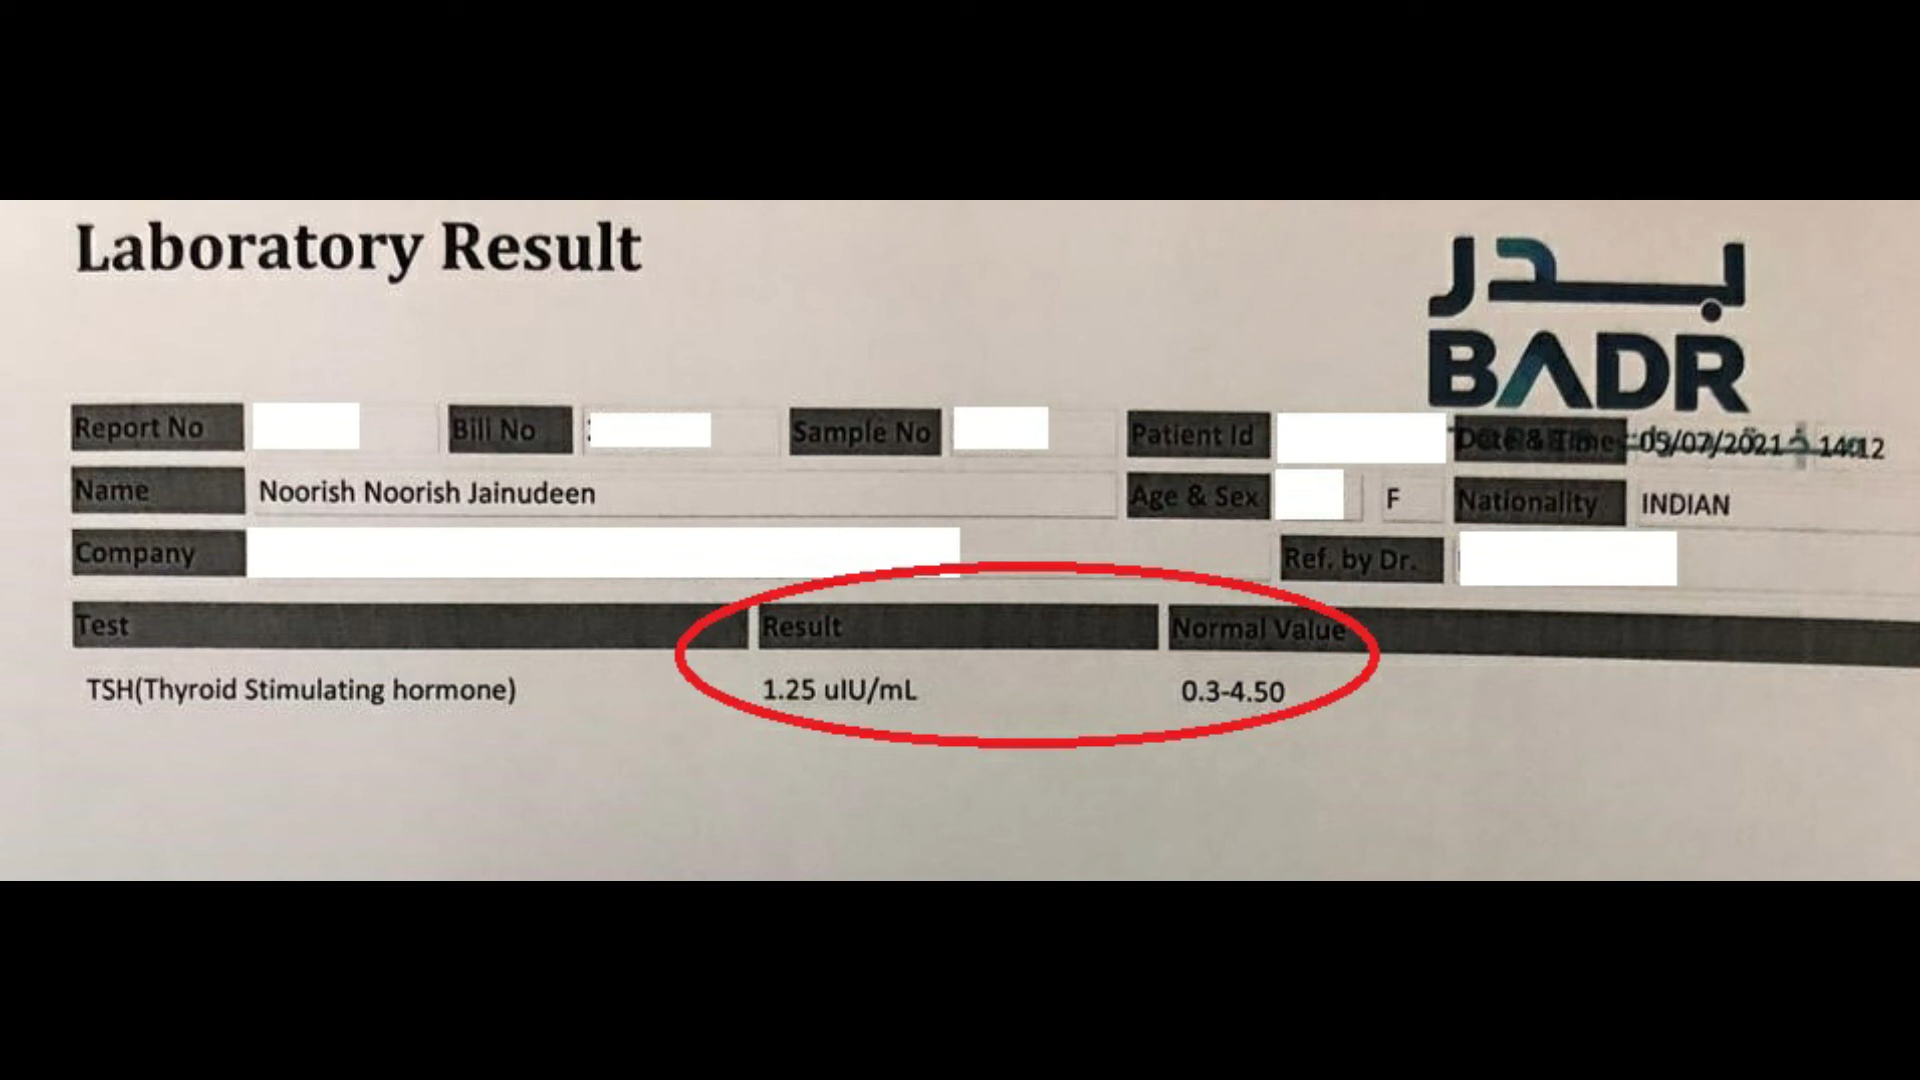 Laboratory Result
بدر
BADR
Report No Bill No Sample No Patient Id Date & Time 05/07/2021 14:12
Name Noorish Noorish Jainudeen Age & Sex F Nationality INDIAN
Company Ref. by Dr.
Test Result Normal Value
TSH(Thyroid Stimulating hormone) 1.25 uIU/mL 0.3-4.50